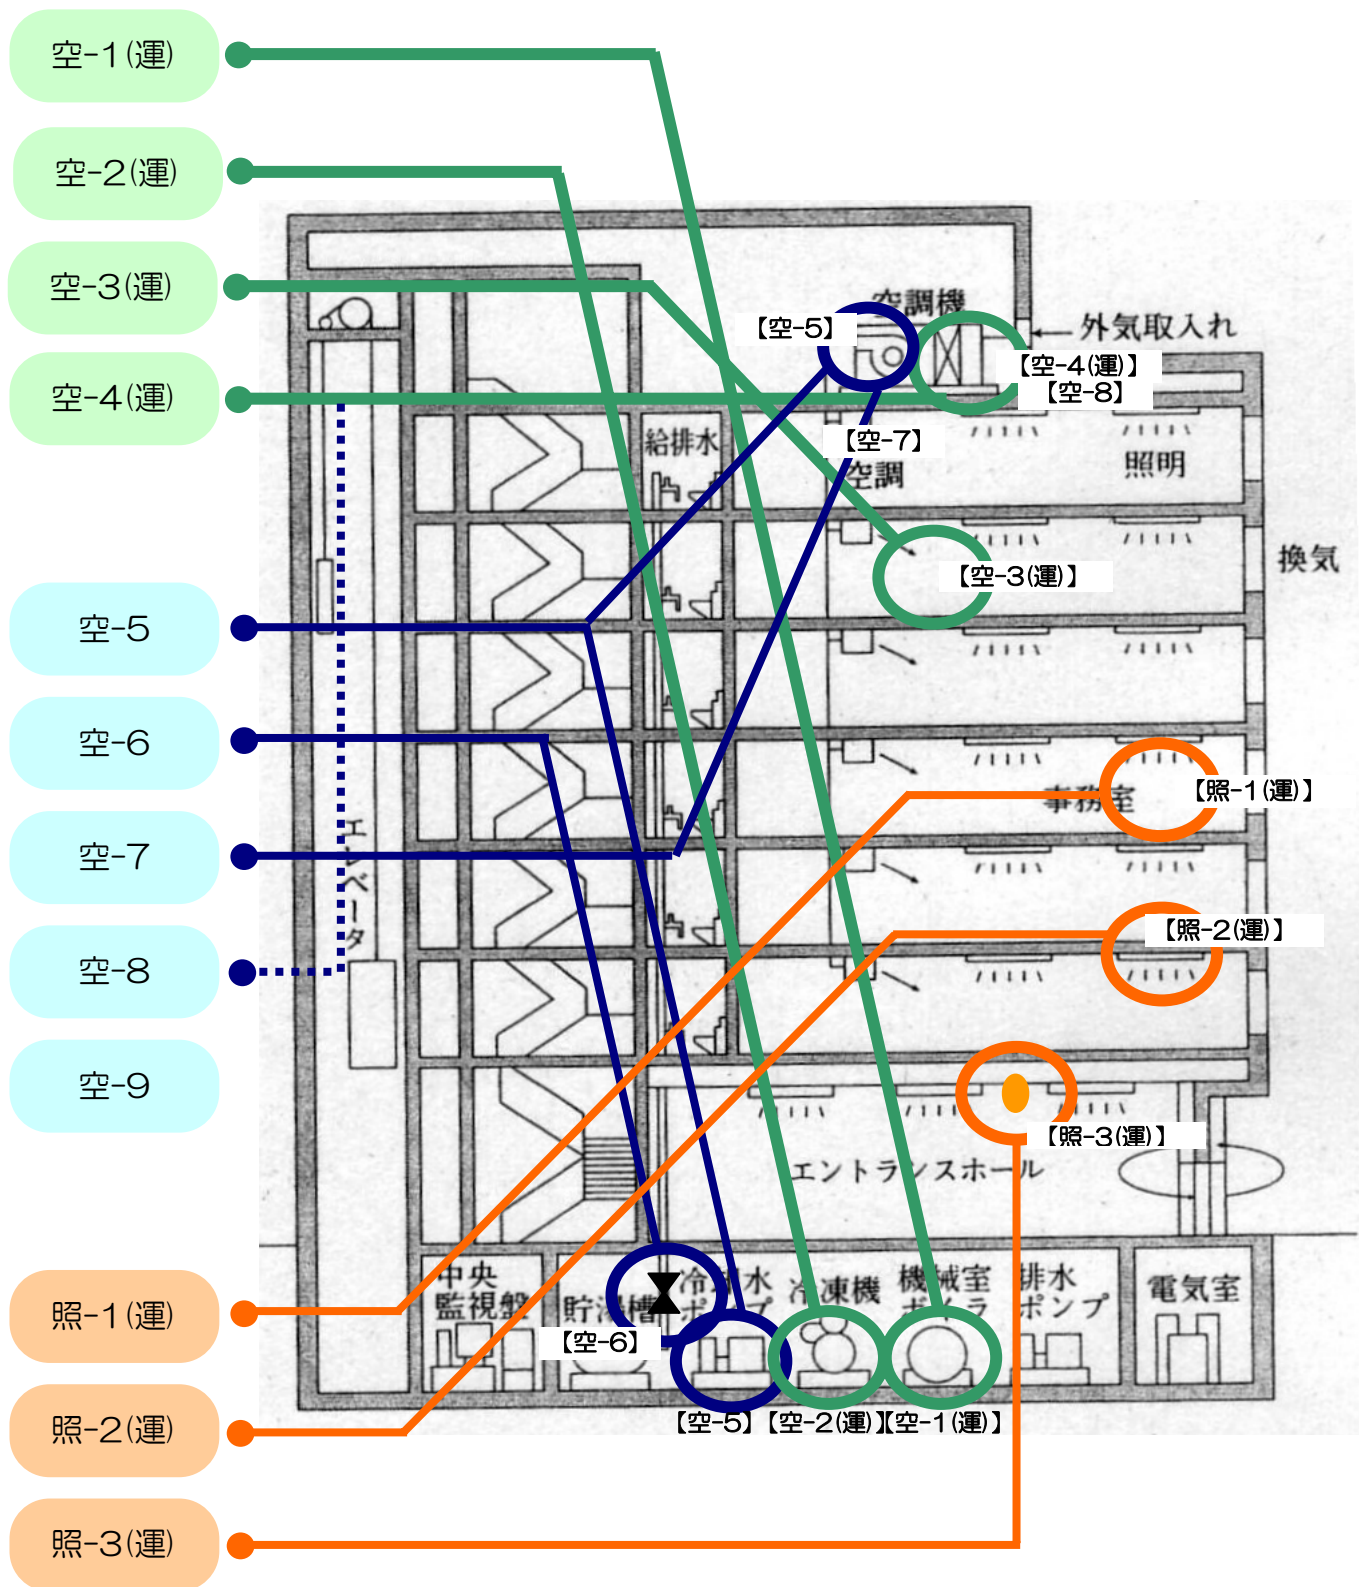 空-1(運)
空-2(運)
空-3(運)
空-4(運)
空-5
空-6
空-7
空-8
空-9
照-1(運)
照-2(運)
照-3(運)
空調機
【空-5】
外気取入れ
【空-4(運)】
【空-8】
給排水
【空-7】
空調
照明
換気
【空-3(運)】
事務室
【照-1(運)】
エレベータ
【照-2(運)】
【照-3(運)】
エントランスホール
中央
監視盤
貯湯槽
冷却水
ポンプ
冷凍機
機械室
ボイラ
排水
ポンプ
電気室
【空-6】
【空-5】
【空-2(運)】
【空-1(運)】